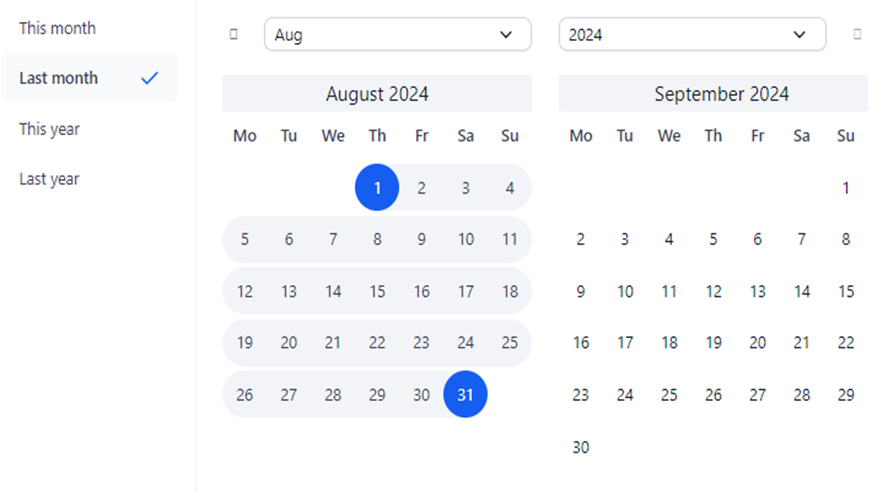 This month
Last month
This year
Last year
Aug 2024
August 2024
Mo Tu We Th Fr Sa Su
1 2 3 4
5 6 7 8 9 10 11
12 13 14 15 16 17 18
19 20 21 22 23 24 25
26 27 28 29 30 31
September 2024
Mo Tu We Th Fr Sa Su
1
2 3 4 5 6 7 8
9 10 11 12 13 14 15
16 17 18 19 20 21 22
23 24 25 26 27 28 29
30